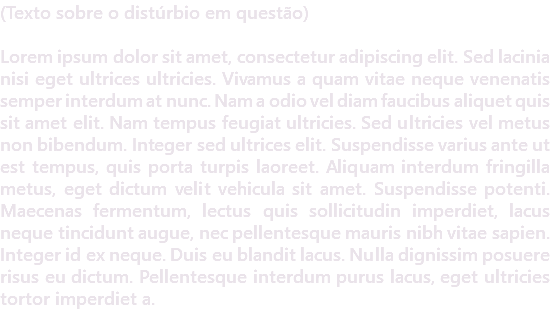 (Texto sobre o distúrbio em questão)
Lorem ipsum dolor sit amet, consectetur adipiscing elit. Sed lacinia
nisi eget ultrices ultricies. Vivamus a quam vitae neque venenatis
semper interdum at nunc. Nam a odio vel diam faucibus aliquet quis
sit amet elit. Nam tempus feugiat ultricies. Sed ultricies vel metus
non bibendum. Integer sed ultrices elit. Suspendisse varius ante ut
est tempus, quis porta turpis laoreet. Aliquam interdum fringilla
metus, eget dictum velit vehicula sit amet. Suspendisse potenti.
Maecenas fermentum, lectus quis sollicitudin imperdiet, lacus
neque tincidunt augue, nec pellentesque mauris nibh vitae sapien.
Integer id ex neque. Duis eu blandit lacus. Nulla dignissim posuere
risus eu dictum. Pellentesque interdum purus lacus, eget ultricies
tortor imperdiet a.